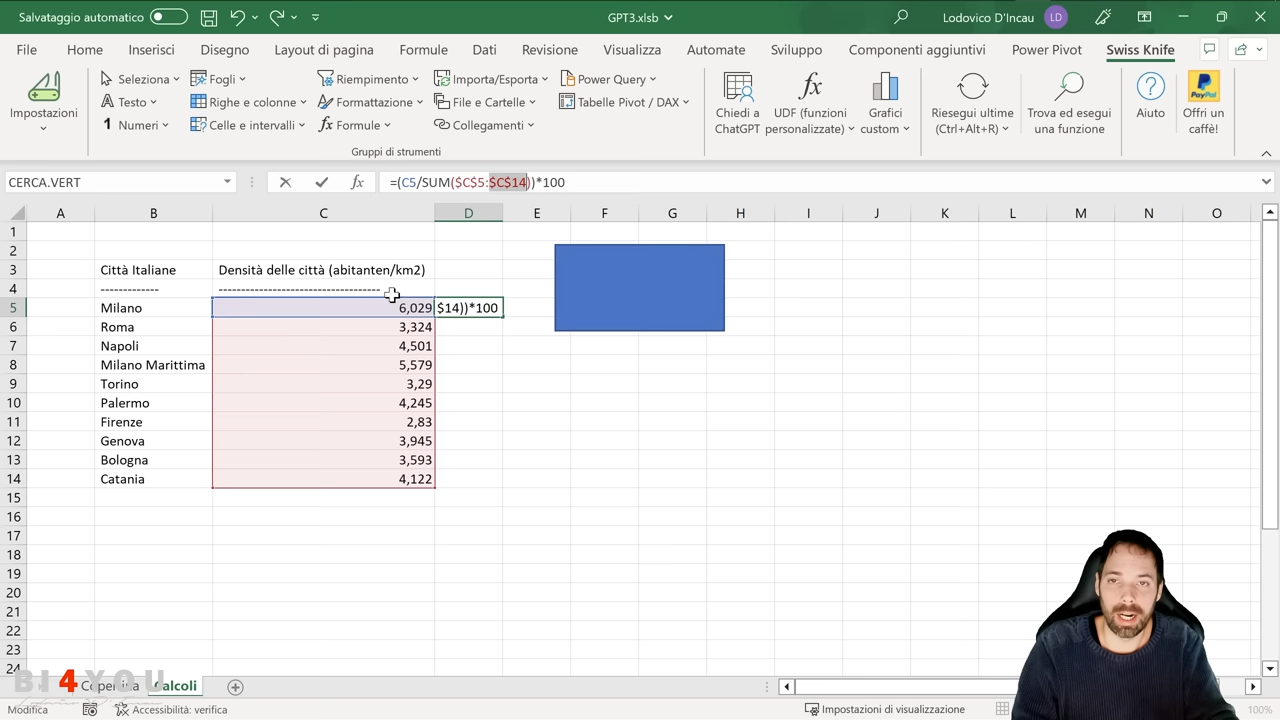 Salvataggio automatico
GPT3.xlsb
Lodovico D'Incau LD
File Home Inserisci Disegno Layout di pagina Formule Dati Revisione Visualizza Automate Sviluppo Componenti aggiuntivi Power Pivot Swiss Knife
Impostazioni
Seleziona Fogli Riempimento Importa/Esporta Power Query
Testo Righe e colonne Formattazione File e Cartelle Tabelle Pivot / DAX
Numeri Celle e intervalli Formule Collegamenti
Gruppi di strumenti
Chiedi a ChatGPT
UDF (funzioni personalizzate)
Grafici custom
Riesegui ultime (Ctrl+Alt+R)
Trova ed esegui una funzione
Aiuto
PayPal
Offri un caffè!
CERCA.VERT fx =(C5/SUM($C$5:$C$14))*100
A B C D E F G H I J K L M N O
1
2
3 Città Italiane Densità delle città (abitanten/km2)
4 ------------- ------------------------------------
5 Milano 6,029 $14))*100
6 Roma 3,324
7 Napoli 4,501
8 Milano Marittima 5,579
9 Torino 3,29
10 Palermo 4,245
11 Firenze 2,83
12 Genova 3,945
13 Bologna 3,593
14 Catania 4,122
15
16
17
18
19
20
21
22
23
24
BI4YOU
Calcoli
Modifica Accessibilità: verifica Impostazioni di visualizzazione 100%